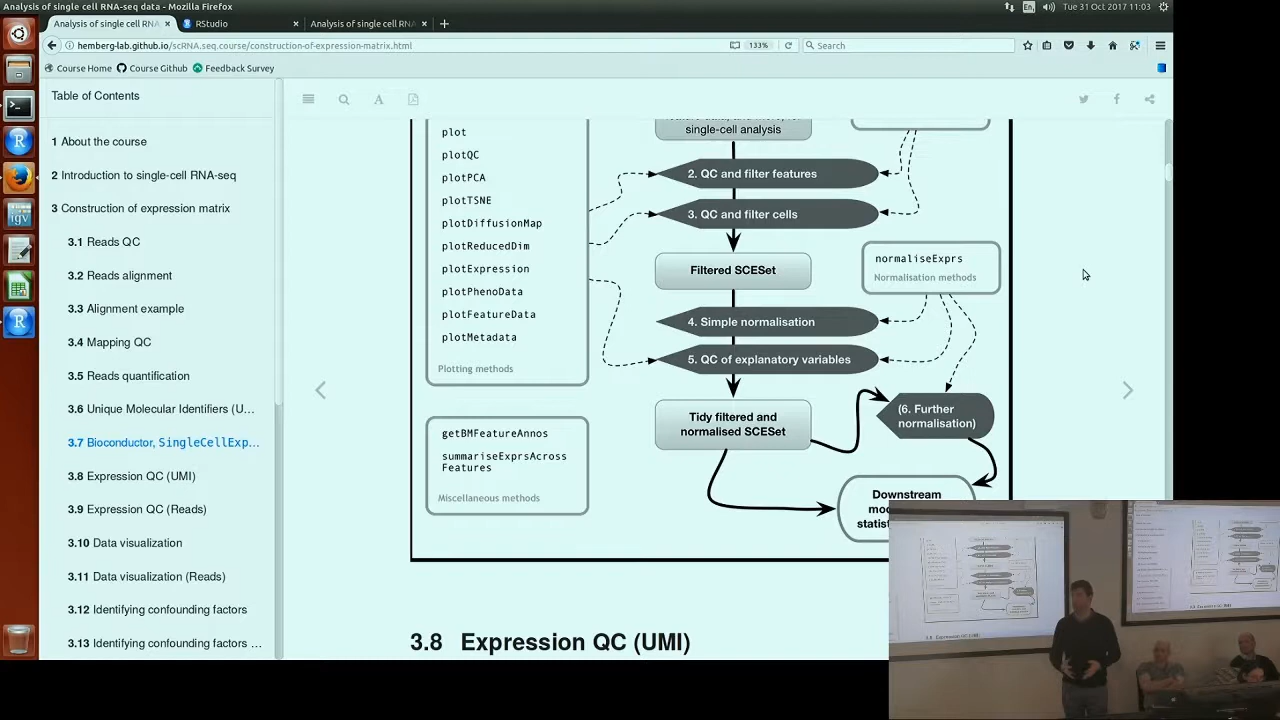 Analysis of single cell RNA-seq data - Mozilla Firefox
En
Tue 31 Oct 2017 11:03
Analysis of single cell RNA
RStudio
Analysis of single cell RNA
hemberg-lab.github.io/scRNA.seq.course/construction-of-expression-matrix.html
133%
Search
Course Home
Course Github
Feedback Survey
Table of Contents
1 About the course
2 Introduction to single-cell RNA-seq
3 Construction of expression matrix
3.1 Reads QC
3.2 Reads alignment
3.3 Alignment example
3.4 Mapping QC
3.5 Reads quantification
3.6 Unique Molecular Identifiers (U...
3.7 Bioconductor, SingleCellExp...
3.8 Expression QC (UMI)
3.9 Expression QC (Reads)
3.10 Data visualization
3.11 Data visualization (Reads)
3.12 Identifying confounding factors
3.13 Identifying confounding factors ...
plot
plotQC
plotPCA
plotTSNE
plotDiffusionMap
plotReducedDim
plotExpression
plotPhenoData
plotFeatureData
plotMetadata
Plotting methods
getBMFeatureAnnos
summariseExprsAcross
Features
Miscellaneous methods
single-cell analysis
2. QC and filter features
3. QC and filter cells
Filtered SCESet
normaliseExprs
Normalisation methods
4. Simple normalisation
5. QC of explanatory variables
Tidy filtered and
normalised SCESet
(6. Further
normalisation)
Downstream
3.8 Expression QC (UMI)